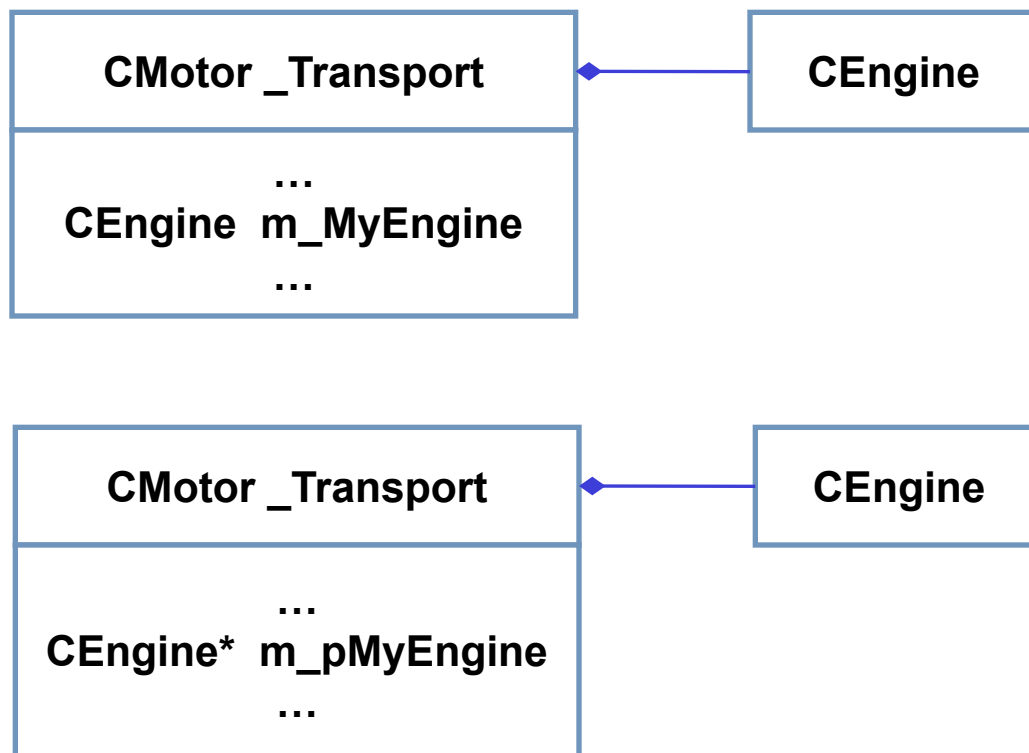 CMotor _Transport
CEngine
...
CEngine m_MyEngine
...
CMotor _Transport
CEngine
...
CEngine* m_pMyEngine
...